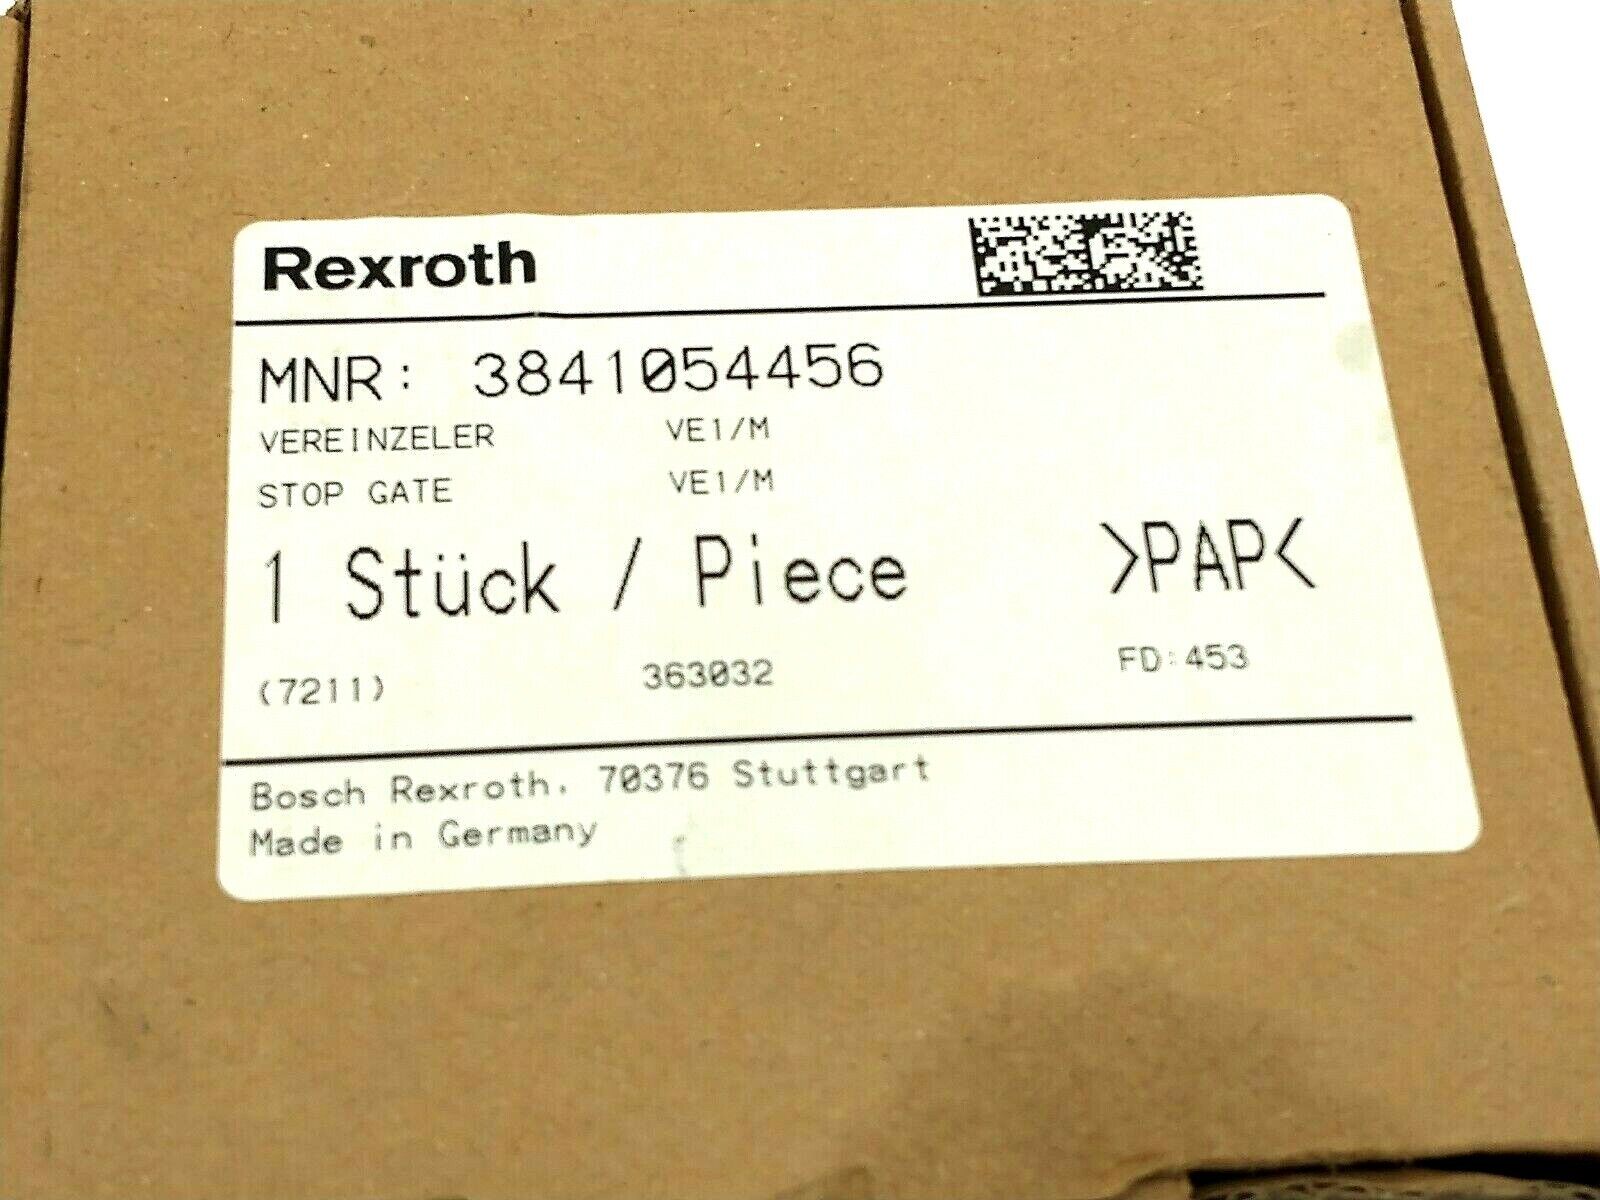 Rexroth
MNR: 3841054456
VEREINZELER VE1/M
STOP GATE VE1/M
1 Stück / Piece >PAP<
(7211) 363032 FD:453
Bosch Rexroth. 70376 Stuttgart
Made in Germany